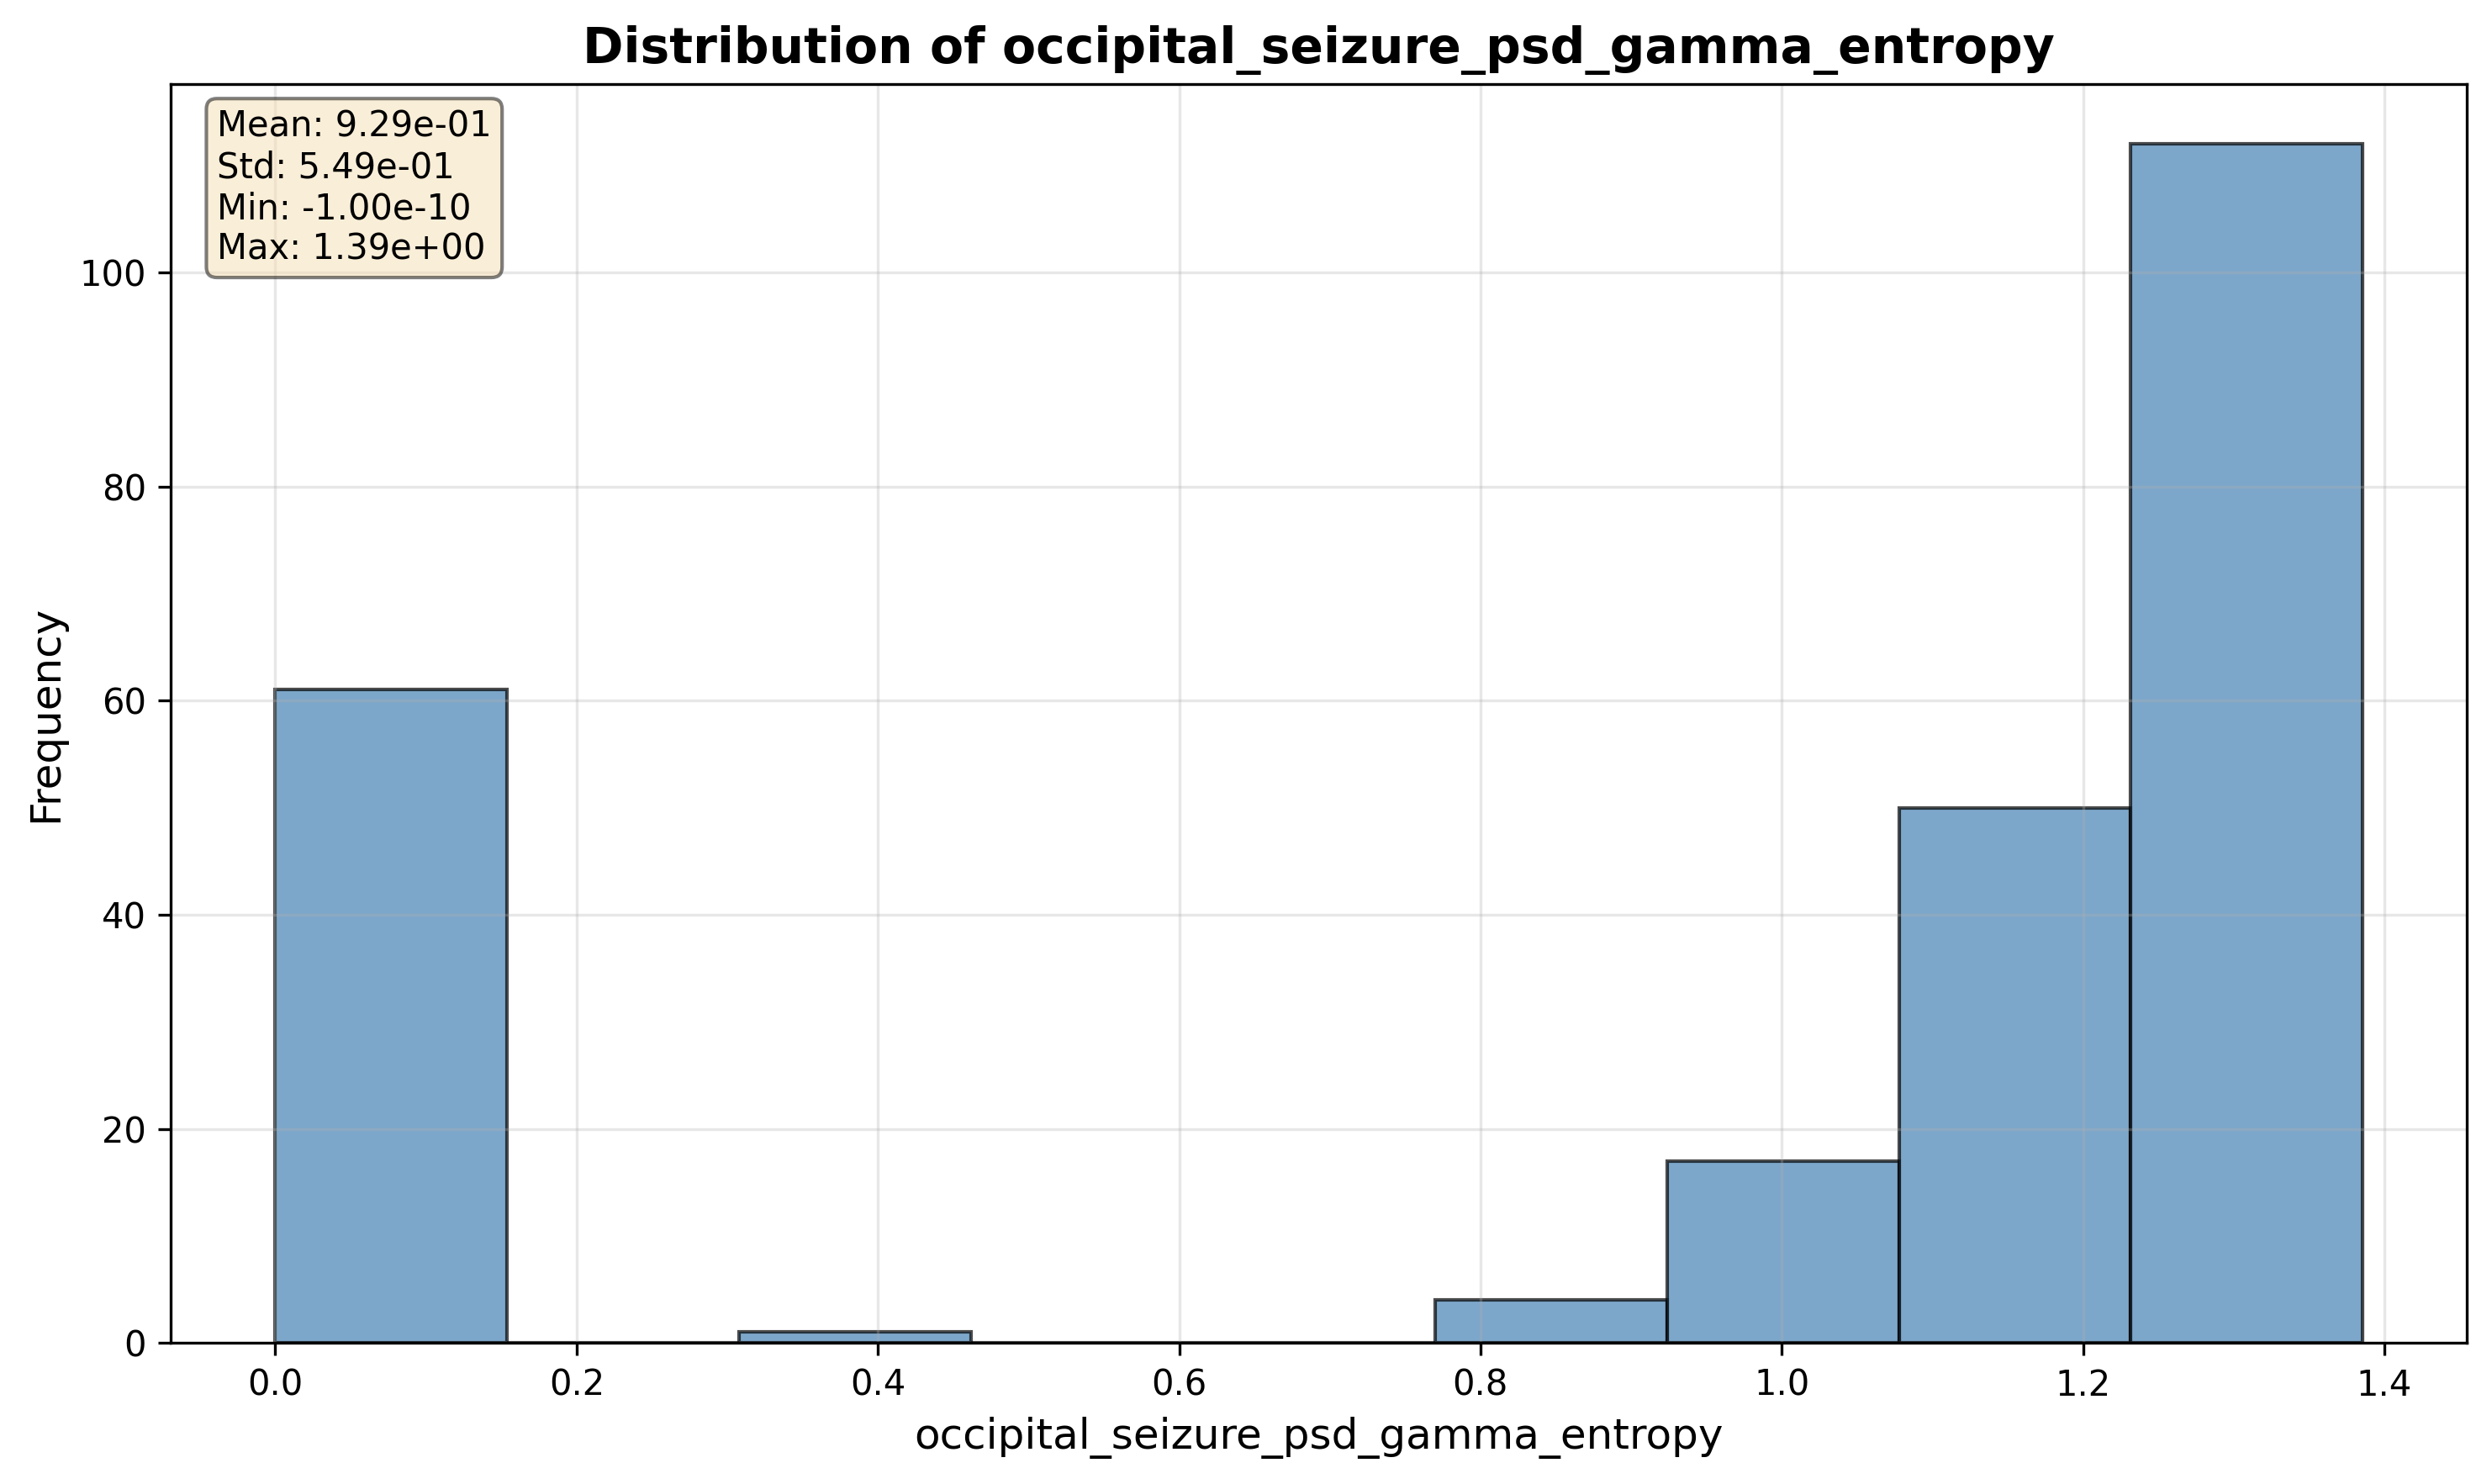 Distribution of occipital_seizure_psd_gamma_entropy
Mean: 9.29e-01
Std: 5.49e-01
Min: -1.00e-10
Max: 1.39e+00
Frequency
100
80
60
40
20
0
0.0 0.2 0.4 0.6 0.8 1.0 1.2 1.4
occipital_seizure_psd_gamma_entropy